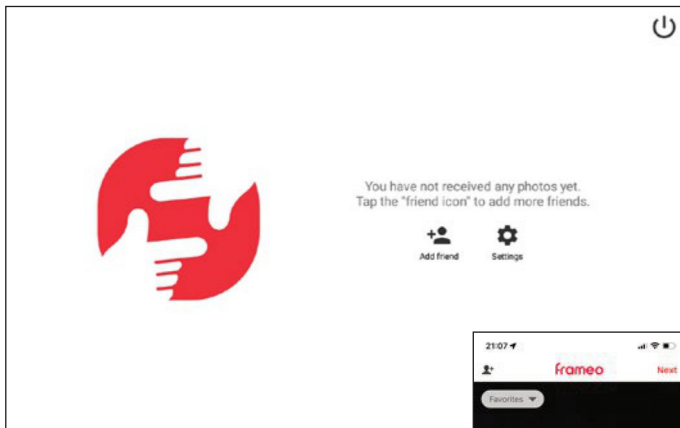 You have not received any photos yet.
Tap the "friend icon" to add more friends.
Add friend
Settings
21:07
frameo
Next
Favorites